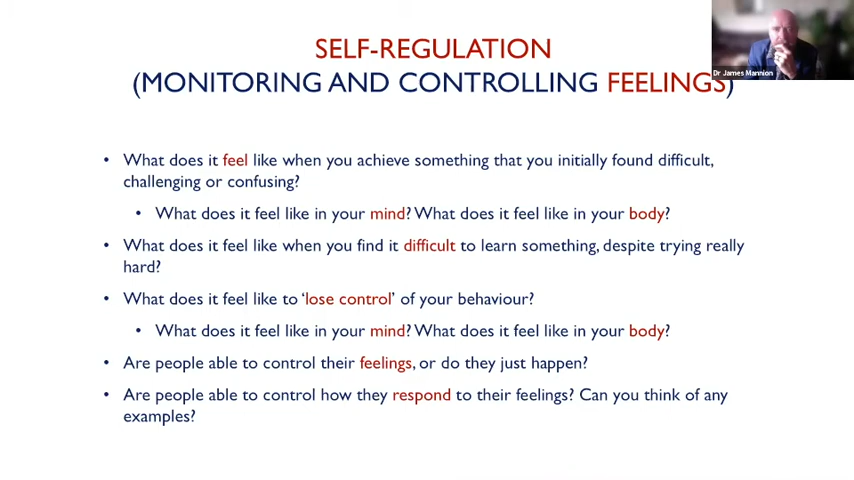 SELF-REGULATION
(MONITORING AND CONTROLLING FEELINGS)
Dr James Mannion
• What does it feel like when you achieve something that you initially found difficult,
challenging or confusing?
• What does it feel like in your mind? What does it feel like in your body?
• What does it feel like when you find it difficult to learn something, despite trying really
hard?
• What does it feel like to ‘lose control’ of your behaviour?
• What does it feel like in your mind? What does it feel like in your body?
• Are people able to control their feelings, or do they just happen?
• Are people able to control how they respond to their feelings? Can you think of any
examples?